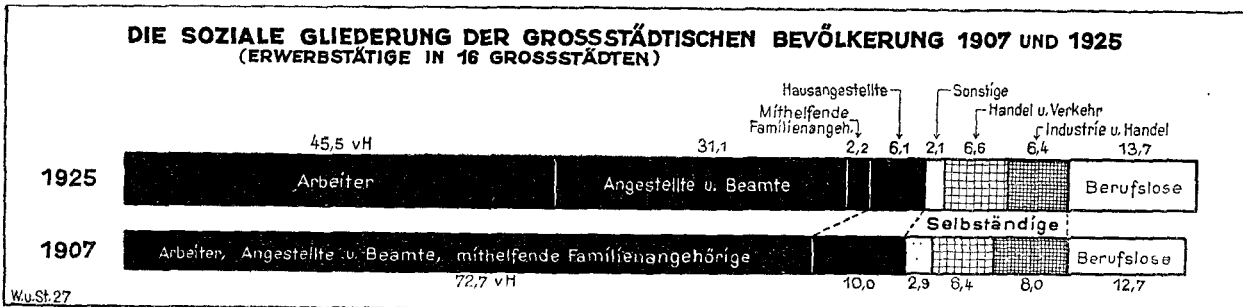 DIE SOZIALE GLIEDERUNG DER GROSSSTÄDTISCHEN BEVÖLKERUNG 1907 UND 1925
(ERWERBSTÄTIGE IN 16 GROSSSTÄDTEN)
Hausangestellte Sonstige
Mithelfende Handel u. Verkehr
Familienangeh. Industrie u. Handel
45,5 vH 31,1 2,2 6,1 2,1 6,6 6,4 13,7
1925 Arbeiter Angestellte u. Beamte Berufslose
Selbständige
1907 Arbeiter, Angestellte u. Beamte, mithelfende Familienangehörige Berufslose
72,7 vH 10,0 2,9 6,4 8,0 12,7
W.u.St.27